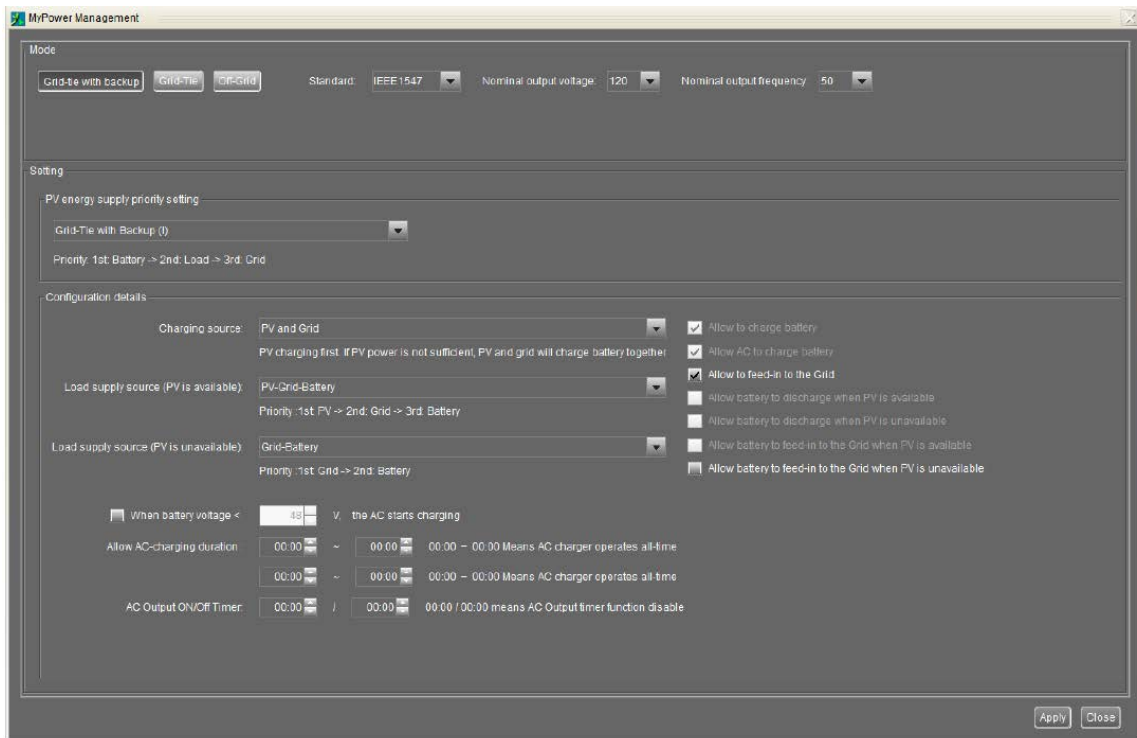 MyPower Management
Mode
Grid-tie with backup Grid-Tie Off-Grid Standard: IEEE1547 Nominal output voltage: 120 Nominal output frequency 50
Setting
PV energy supply priority setting
Grid-Tie with Backup (I)
Priority: 1st: Battery -> 2nd: Load -> 3rd: Grid
Configuration details
Charging source: PV and Grid
PV charging first. If PV power is not sufficient, PV and grid will charge battery together
Load supply source (PV is available): PV-Grid-Battery
Priority :1st: PV -> 2nd: Grid -> 3rd: Battery
Load supply source (PV is unavailable): Grid-Battery
Priority :1st: Grid -> 2nd: Battery
Allow to charge battery
Allow AC to charge battery
Allow to feed-in to the Grid
Allow battery to discharge when PV is available
Allow battery to discharge when PV is unavailable
Allow battery to feed-in to the Grid when PV is available
Allow battery to feed-in to the Grid when PV is unavailable
When battery voltage < 48 V, the AC starts charging
Allow AC-charging duration 00:00 ~ 00:00 00:00 ~ 00:00 Means AC charger operates all-time
00:00 ~ 00:00 00:00 ~ 00:00 Means AC charger operates all-time
AC Output ON/Off Timer: 00:00 / 00:00 00:00 / 00:00 means AC Output timer function disable
Apply Close